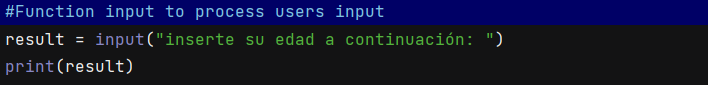 #Function input to process users input
result = input("inserte su edad a continuación: ")
print(result)